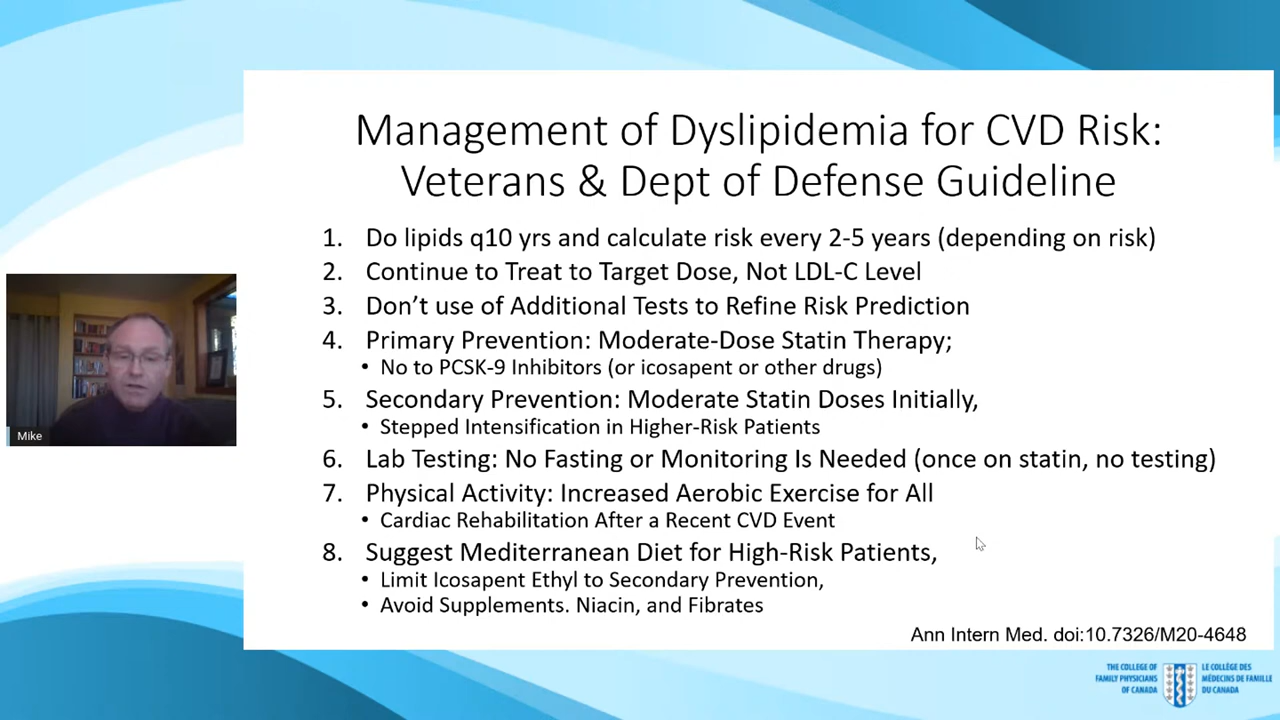 Management of Dyslipidemia for CVD Risk:
Veterans & Dept of Defense Guideline
1. Do lipids q10 yrs and calculate risk every 2-5 years (depending on risk)
2. Continue to Treat to Target Dose, Not LDL-C Level
3. Don't use of Additional Tests to Refine Risk Prediction
4. Primary Prevention: Moderate-Dose Statin Therapy;
• No to PCSK-9 Inhibitors (or icosapent or other drugs)
5. Secondary Prevention: Moderate Statin Doses Initially,
• Stepped Intensification in Higher-Risk Patients
6. Lab Testing: No Fasting or Monitoring Is Needed (once on statin, no testing)
7. Physical Activity: Increased Aerobic Exercise for All
• Cardiac Rehabilitation After a Recent CVD Event
8. Suggest Mediterranean Diet for High-Risk Patients,
• Limit Icosapent Ethyl to Secondary Prevention,
• Avoid Supplements. Niacin, and Fibrates
Ann Intern Med. doi:10.7326/M20-4648
Mike
THE COLLEGE OF
FAMILY PHYSICIANS
OF CANADA
LE COLLÈGE DES
MÉDECINS DE FAMILLE
DU CANADA